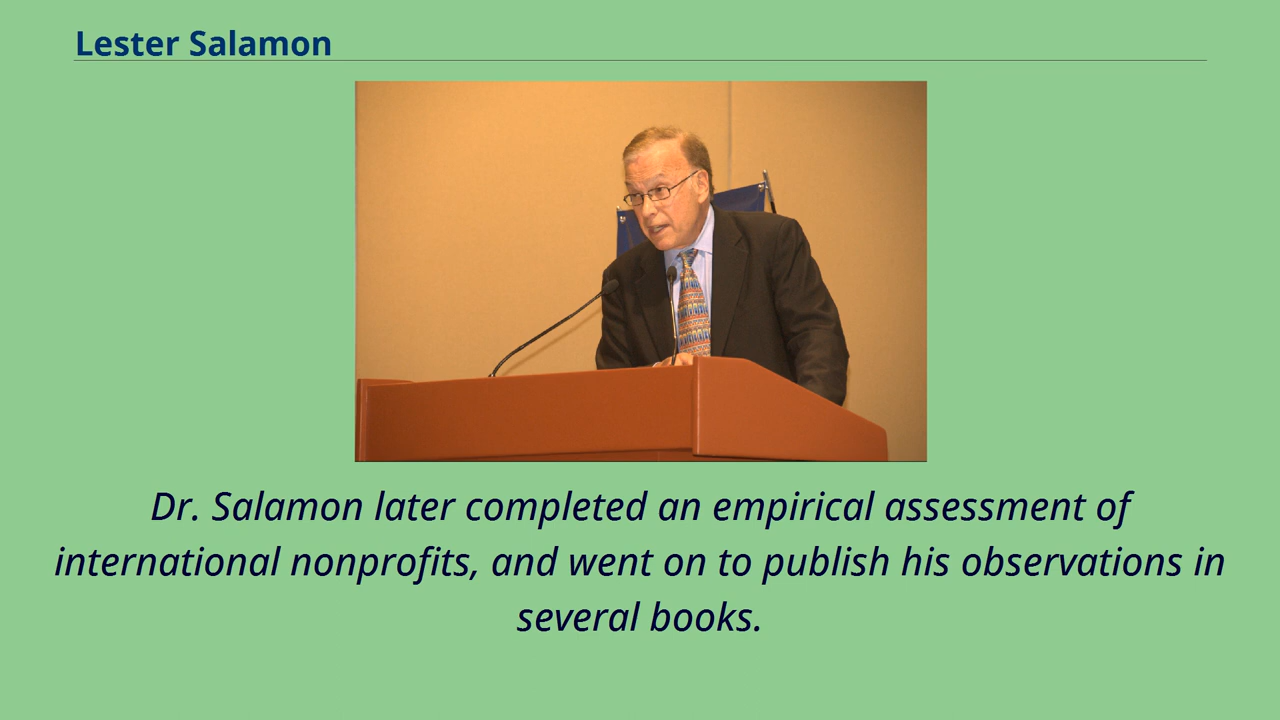 Lester Salamon
Dr. Salamon later completed an empirical assessment of
international nonprofits, and went on to publish his observations in
several books.